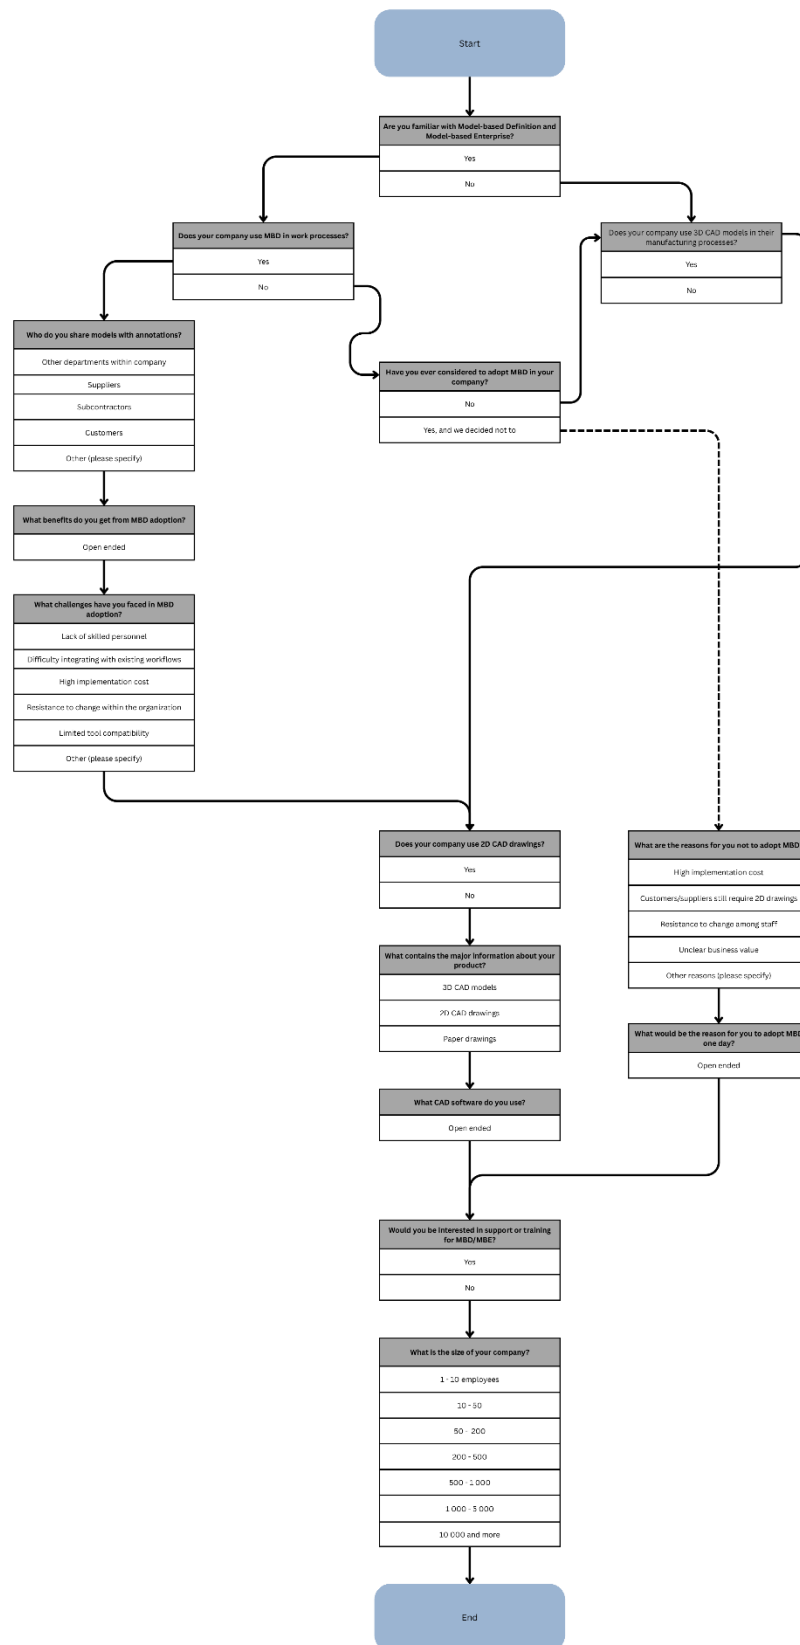 Start
Are you familiar with Model-based Definition and
Model-based Enterprise?
Yes
No
Does your company use MBD in work processes?
Yes
No
Does your company use 3D CAD models in their
manufacturing processes?
Yes
No
Who do you share models with annotations?
Other departments within company
Suppliers
Subcontractors
Customers
Other (please specify)
Have you ever considered to adopt MBD in your
company?
No
Yes, and we decided not to
What benefits do you get from MBD adoption?
Open ended
What challenges have you faced in MBD
adoption?
Lack of skilled personnel
Difficulty integrating with existing workflows
High implementation cost
Resistance to change within the organization
Limited tool compatibility
Other (please specify)
Does your company use 2D CAD drawings?
Yes
No
What are the reasons for you not to adopt MBD
High implementation cost
Customers/suppliers still require 2D drawings
Resistance to change among staff
Unclear business value
Other reasons (please specify)
What contains the major information about your
product?
3D CAD models
2D CAD drawings
Paper drawings
What would be the reason for you to adopt MBD
one day?
Open ended
What CAD software do you use?
Open ended
Would you be interested in support or training
for MBD/MBE?
Yes
No
What is the size of your company?
1 - 10 employees
10 - 50
50 - 200
200 - 500
500 - 1 000
1 000 - 5 000
10 000 and more
End